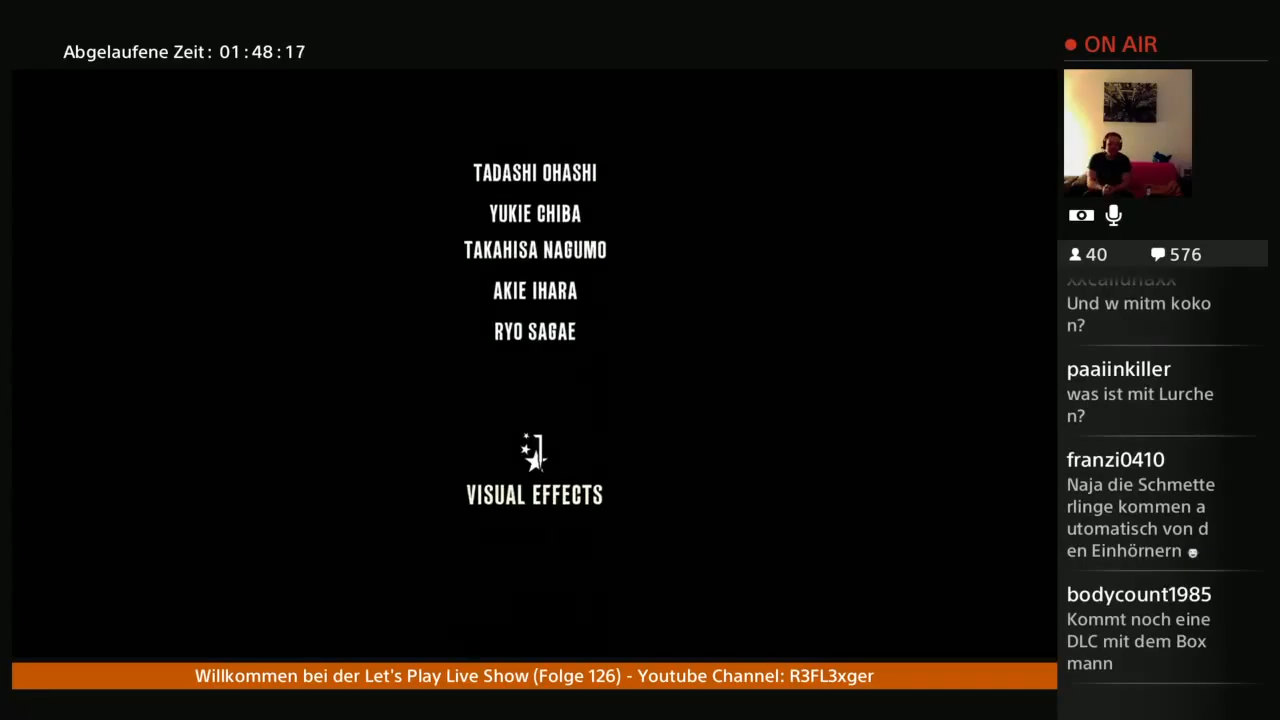 Abgelaufene Zeit: 01:48:17
ON AIR
TADASHI OHASHI
YUKIE CHIBA
TAKAHISA NAGUMO
AKIE IHARA
RYO SAGAE
VISUAL EFFECTS
40 576
Und w mitm koko
n?
paaiinkiller
was ist mit Lurche
n?
franzi0410
Naja die Schmette
rlinge kommen a
utomatisch von d
en Einhörnern
bodycount1985
Kommt noch eine
DLC mit dem Box
mann
Willkommen bei der Let's Play Live Show (Folge 126) - Youtube Channel: R3FL3xger